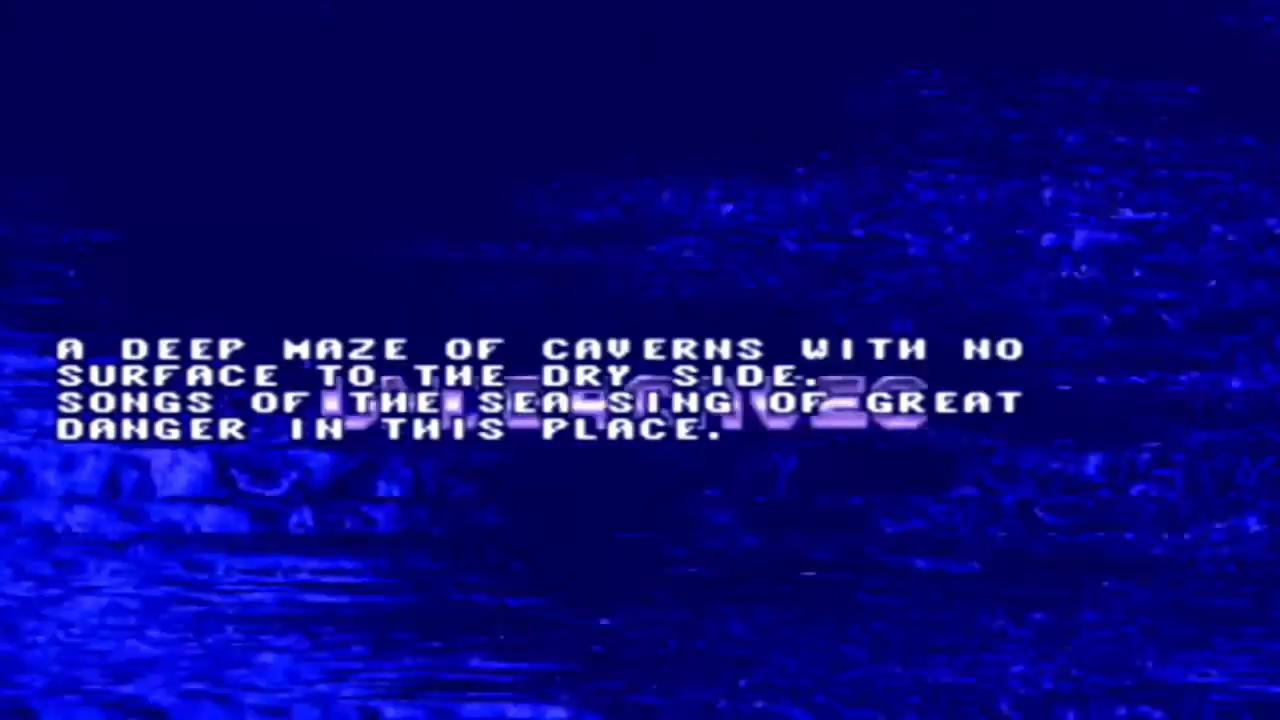 A DEEP MAZE OF CAVERNS WITH NO
SURFACE TO THE DRY SIDE.
SONGS OF THE SEA SING OF GREAT
DANGER IN THIS PLACE.